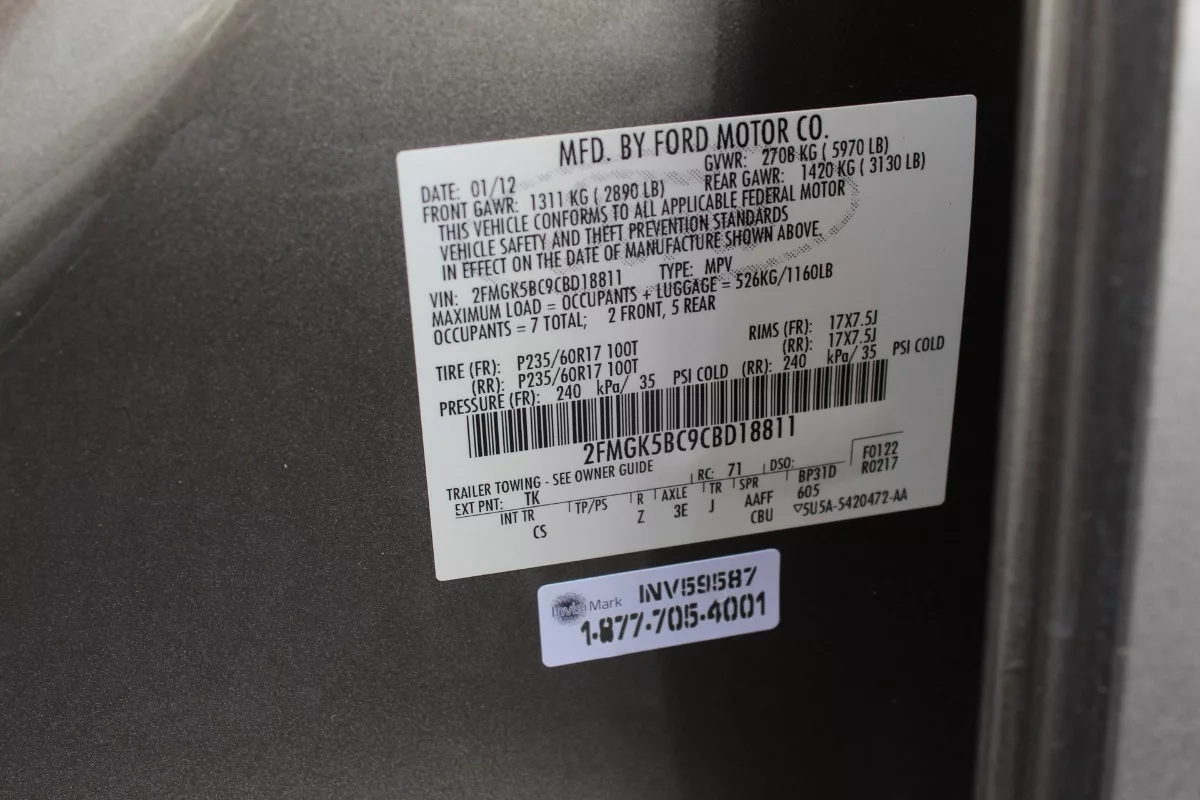 MFD. BY FORD MOTOR CO.
DATE: 01/12 GVWR: 2708 KG ( 5970 LB)
FRONT GAWR: 1311 KG ( 2890 LB) REAR GAWR: 1420 KG ( 3130 LB)
THIS VEHICLE CONFORMS TO ALL APPLICABLE FEDERAL MOTOR
VEHICLE SAFETY AND THEFT PREVENTION STANDARDS
IN EFFECT ON THE DATE OF MANUFACTURE SHOWN ABOVE.
VIN: 2FMGK5BC9CBD18811 TYPE: MPV
MAXIMUM LOAD = OCCUPANTS + LUGGAGE = 526KG/1160LB
OCCUPANTS = 7 TOTAL; 2 FRONT, 5 REAR
TIRE (FR): P235/60R17 100T RIMS (FR): 17X7.5J
(RR): P235/60R17 100T (RR): 17X7.5J
PRESSURE (FR): 240 kPa/ 35 PSI COLD (RR): 240 kPa/ 35 PSI COLD
2FMGK5BC9CBD18811
TRAILER TOWING - SEE OWNER GUIDE
EXT PNT: TK RC: 71 DSO: BP31D F0122
INT TR TP/PS R AXLE TR SPR 605 R0217
CS Z 3E J AAFF
CBU ▽5U5A-5420472-AA
Invis Mark INV59587
1-877-705-4001